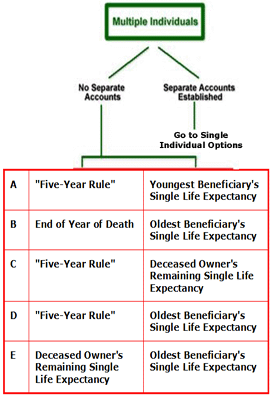 Multiple Individuals
No Separate
Accounts
Separate Accounts
Established
Go to Single
Individual Options
A "Five-Year Rule" Youngest Beneficiary's
Single Life Expectancy
B End of Year of Death Oldest Beneficiary's
Single Life Expectancy
C "Five-Year Rule" Deceased Owner's
Remaining Single Life
Expectancy
D "Five-Year Rule" Oldest Beneficiary's
Single Life Expectancy
E Deceased Owner's Oldest Beneficiary's
Remaining Single Single Life Expectancy
Life Expectancy